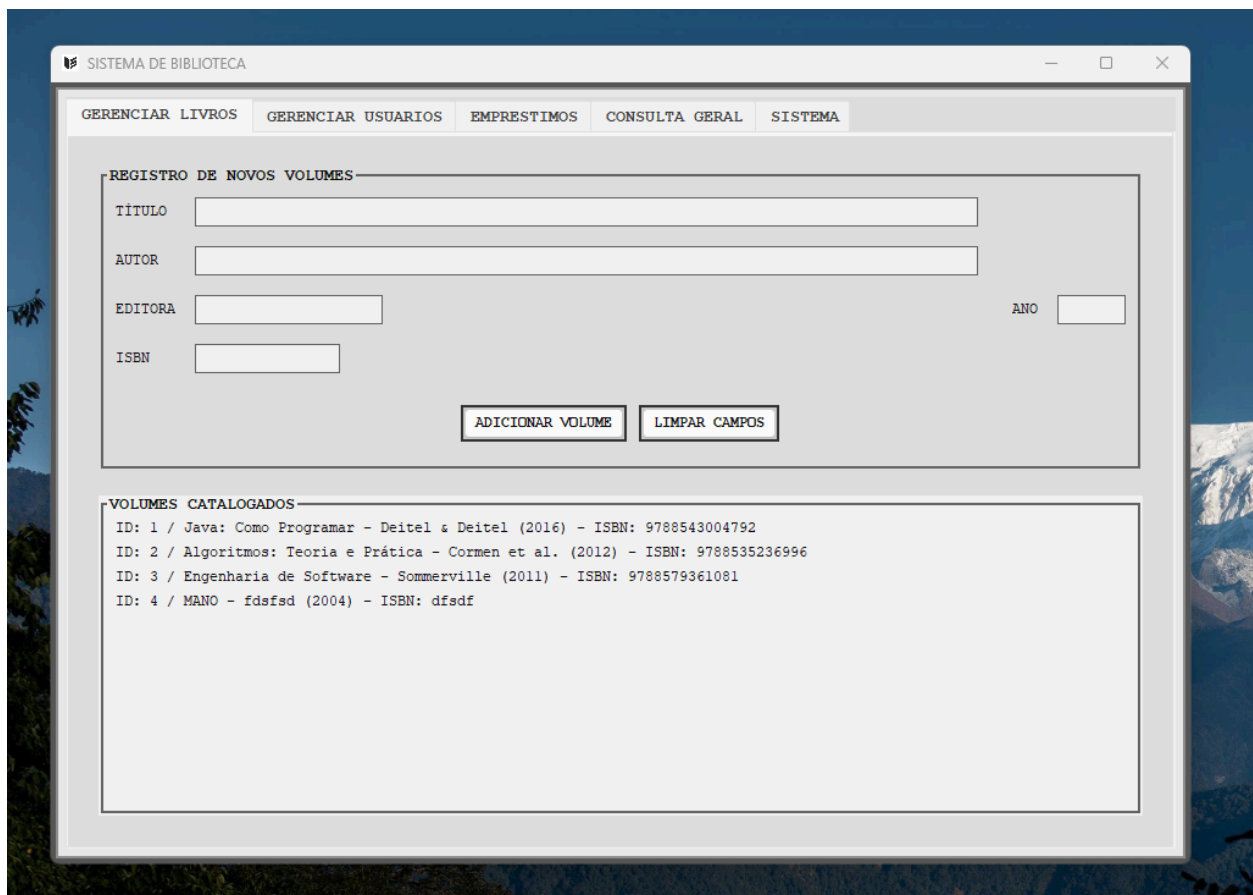 SISTEMA DE BIBLIOTECA
GERENCIAR LIVROS GERENCIAR USUARIOS EMPRESTIMOS CONSULTA GERAL SISTEMA
REGISTRO DE NOVOS VOLUMES
TÍTULO
AUTOR
EDITORA ANO
ISBN
ADICIONAR VOLUME LIMPAR CAMPOS
VOLUMES CATALOGADOS
ID: 1 / Java: Como Programar - Deitel & Deitel (2016) - ISBN: 9788543004792
ID: 2 / Algoritmos: Teoria e Prática - Cormen et al. (2012) - ISBN: 9788535236996
ID: 3 / Engenharia de Software - Sommerville (2011) - ISBN: 9788579361081
ID: 4 / MANO - fdsfsd (2004) - ISBN: dfsdf